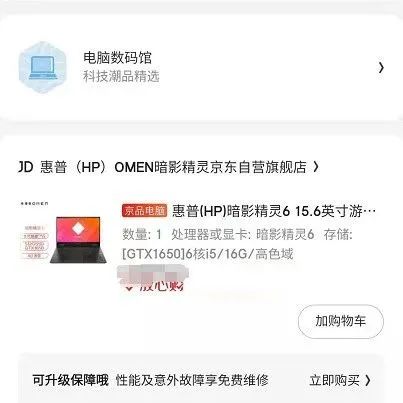 电脑数码馆
科技潮品精选
JD 惠普（HP）OMEN暗影精灵京东自营旗舰店
京品电脑 惠普(HP)暗影精灵6 15.6英寸游…
数量: 1 处理器或显卡: 暗影精灵6 存储:
[GTX1650]6核i5/16G/高色域
放心购
加购物车
可升级保障哦 性能及意外故障享免费维修 立即购买